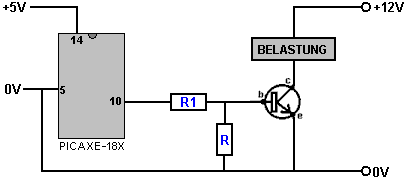 +5V
+12V
14
BELASTUNG
0V
5
c
b
10
R1
e
R
PICAXE-18X
0V